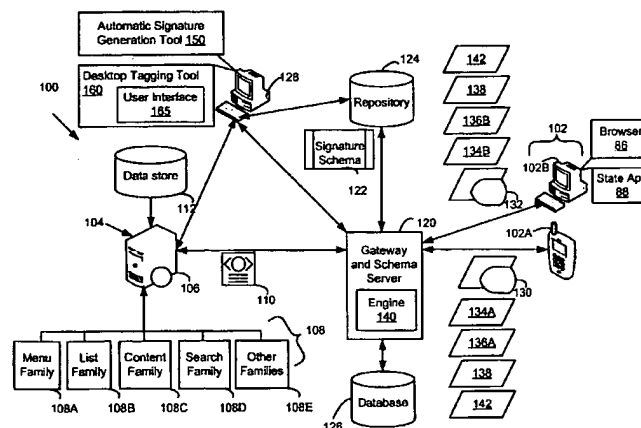 Automatic Signature
Generation Tool 150
Desktop Tagging Tool
160
User Interface
165
128
124
Repository
142
138
136B
134B
132
102
102B
Browser
86
State Ap
88
102A
100
Signature
Schema
122
Data store
112
104
106
110
120
Gateway
and Schema
Server
Engine
140
130
134A
136A
138
142
108
Menu
Family
List
Family
Content
Family
Search
Family
Other
Families
108A
108B
108C
108D
108E
126
Database